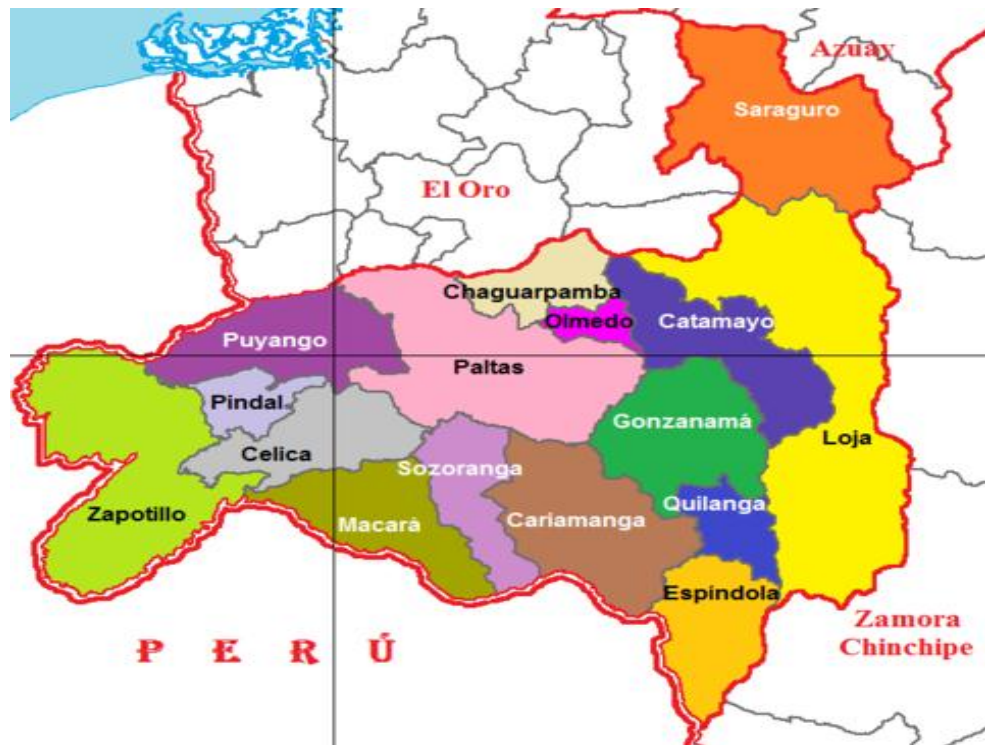 Azuay
Saraguro
El Oro
Chaguarpamba
Olmedo
Catamayo
Puyango
Paltas
Pindal
Gonzanamá
Loja
Celica
Sozoranga
Quilanga
Zapotillo
Macarà
Cariamanga
Espíndola
Zamora
Chinchipe
PERÚ